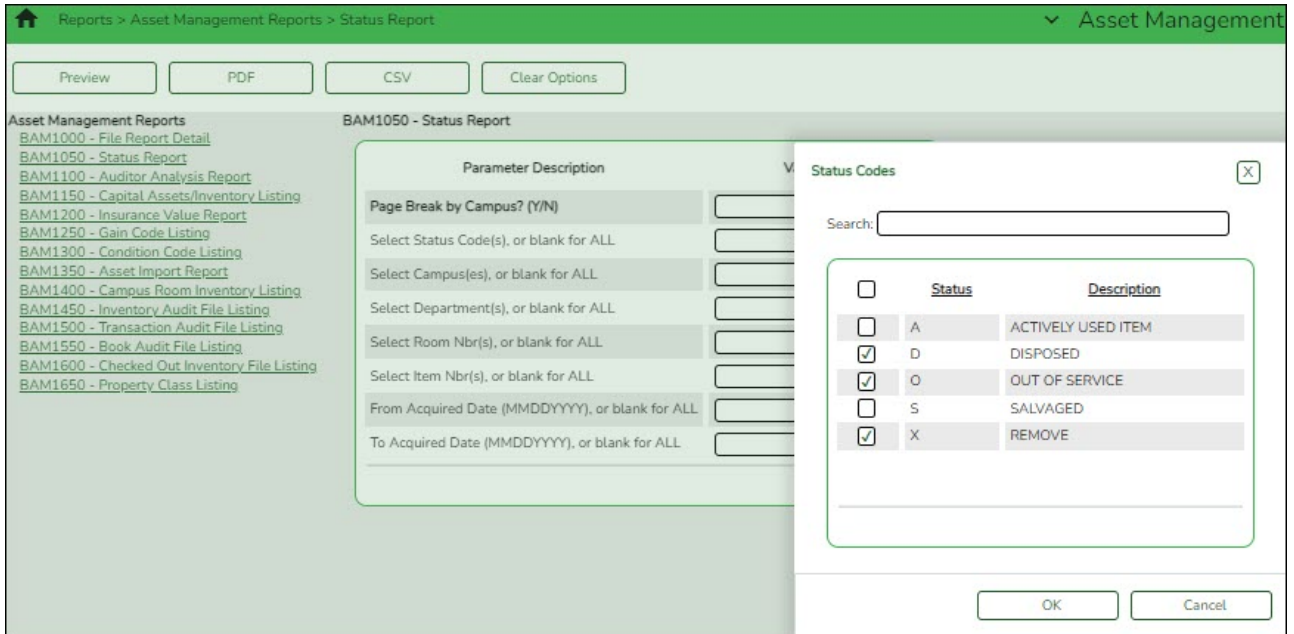 Reports > Asset Management Reports > Status Report
Asset Management
Preview
PDF
CSV
Clear Options
Asset Management Reports
BAM1000 - File Report Detail
BAM1050 - Status Report
BAM1100 - Auditor Analysis Report
BAM1150 - Capital Assets/Inventory Listing
BAM1200 - Insurance Value Report
BAM1250 - Gain Code Listing
BAM1300 - Condition Code Listing
BAM1350 - Asset Import Report
BAM1400 - Campus Room Inventory Listing
BAM1450 - Inventory Audit File Listing
BAM1500 - Transaction Audit File Listing
BAM1550 - Book Audit File Listing
BAM1600 - Checked Out Inventory File Listing
BAM1650 - Property Class Listing
BAM1050 - Status Report
Parameter Description
Page Break by Campus? (Y/N)
Select Status Code(s), or blank for ALL
Select Campus(es), or blank for ALL
Select Department(s), or blank for ALL
Select Room Nbr(s), or blank for ALL
Select Item Nbr(s), or blank for ALL
From Acquired Date (MMDDYYYY), or blank for ALL
To Acquired Date (MMDDYYYY), or blank for ALL
Status Codes
X
Search:
Status Description
A ACTIVELY USED ITEM
D DISPOSED
O OUT OF SERVICE
S SALVAGED
X REMOVE
OK
Cancel